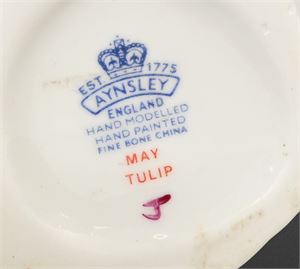 EST. 1775
AYNSLEY
ENGLAND
HAND MODELLED
HAND PAINTED
FINE BONE CHINA
MAY
TULIP
J